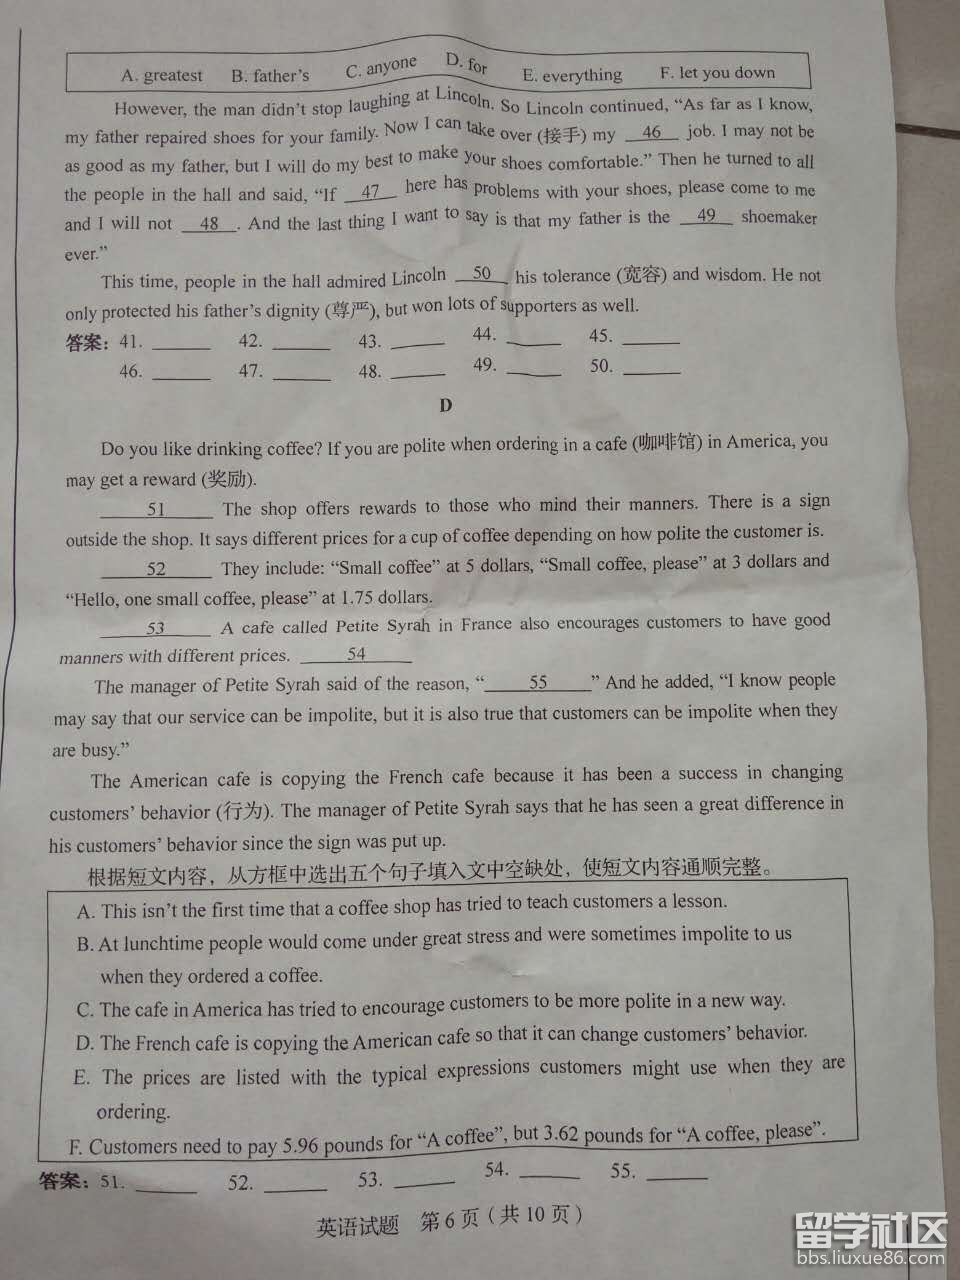 A. greatest B. father's C. anyone D. for E. everything F. let you down
However, the man didn't stop laughing at Lincoln. So Lincoln continued, “As far as I know,
my father repaired shoes for your family. Now I can take over (接手) my 46 job. I may not be
as good as my father, but I will do my best to make your shoes comfortable.” Then he turned to all
the people in the hall and said, “If 47 here has problems with your shoes, please come to me
and I will not 48 . And the last thing I want to say is that my father is the 49 shoemaker
ever.”
This time, people in the hall admired Lincoln 50 his tolerance (宽容) and wisdom. He not
only protected his father's dignity (尊严), but won lots of supporters as well.
答案：41. ______ 42. ______ 43. ______ 44. ______ 45. ______
46. ______ 47. ______ 48. ______ 49. ______ 50. ______
D
Do you like drinking coffee? If you are polite when ordering in a cafe (咖啡馆) in America, you
may get a reward (奖励).
51 The shop offers rewards to those who mind their manners. There is a sign
outside the shop. It says different prices for a cup of coffee depending on how polite the customer is.
52 They include: “Small coffee” at 5 dollars, “Small coffee, please” at 3 dollars and
“Hello, one small coffee, please” at 1.75 dollars.
53 A cafe called Petite Syrah in France also encourages customers to have good
manners with different prices. 54
The manager of Petite Syrah said of the reason, “ 55 ” And he added, “I know people
may say that our service can be impolite, but it is also true that customers can be impolite when they
are busy.”
The American cafe is copying the French cafe because it has been a success in changing
customers' behavior (行为). The manager of Petite Syrah says that he has seen a great difference in
his customers' behavior since the sign was put up.
根据短文内容，从方框中选出五个句子填入文中空缺处，使短文内容通顺完整。
A. This isn't the first time that a coffee shop has tried to teach customers a lesson.
B. At lunchtime people would come under great stress and were sometimes impolite to us
when they ordered a coffee.
C. The cafe in America has tried to encourage customers to be more polite in a new way.
D. The French cafe is copying the American cafe so that it can change customers' behavior.
E. The prices are listed with the typical expressions customers might use when they are
ordering.
F. Customers need to pay 5.96 pounds for “A coffee”, but 3.62 pounds for “A coffee, please”.
答案：51. ______ 52. ______ 53. ______ 54. ______ 55. ______
英语试题 第 6 页（共 10 页）
留学社区
bbs.liuxue86.com